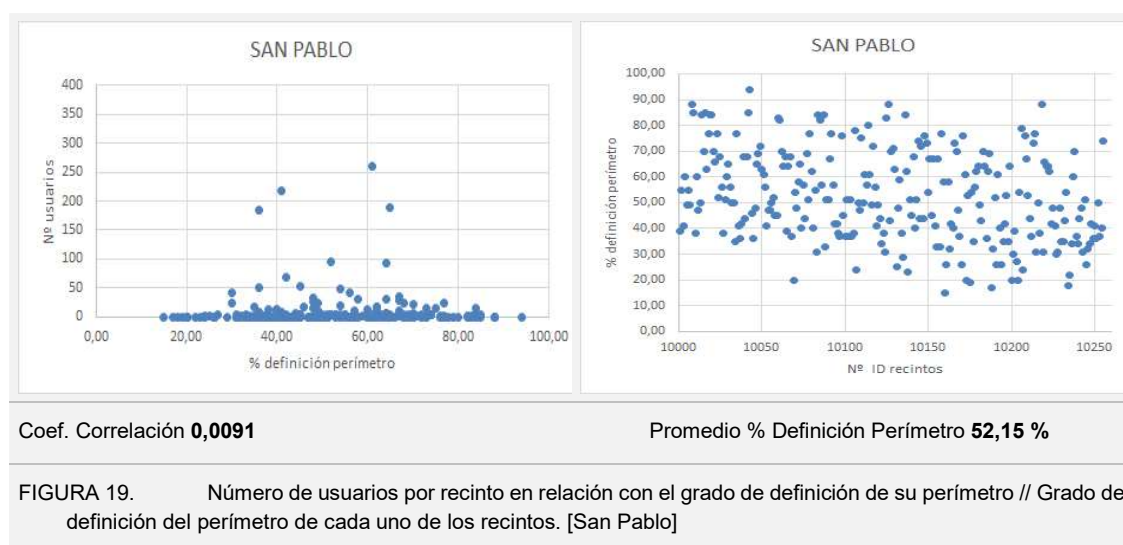 SAN PABLO
400
350
300
250
200
150
100
50
0
Nº usuarios
0,00 20,00 40,00 60,00 80,00 100,00
% definición perímetro
SAN PABLO
100,00
90,00
80,00
70,00
60,00
50,00
40,00
30,00
20,00
10,00
0,00
% definición perímetro
10000 10050 10100 10150 10200 10250
Nº ID recintos
Coef. Correlación 0,0091
Promedio % Definición Perímetro 52,15 %
FIGURA 19. Número de usuarios por recinto en relación con el grado de definición de su perímetro // Grado de
definición del perímetro de cada uno de los recintos. [San Pablo]